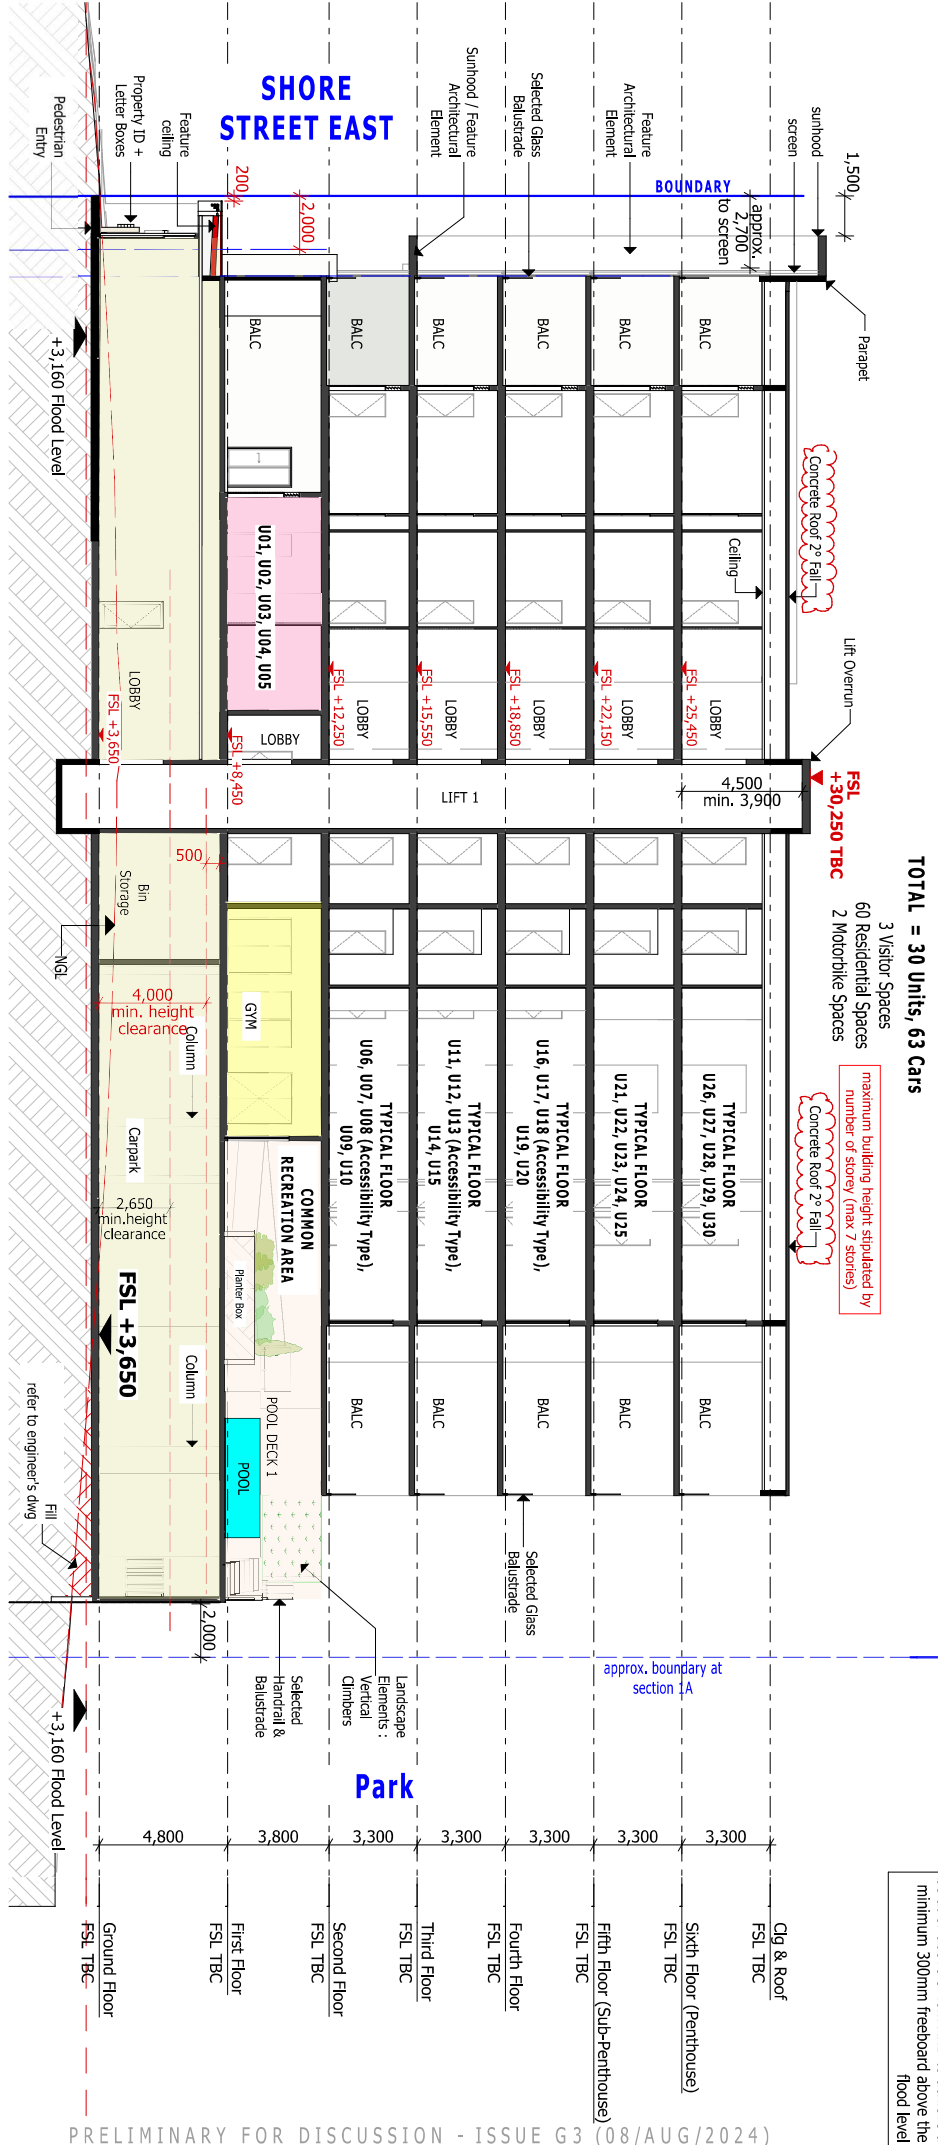 SHORE
STREET EAST
Pedestrian
Entry
Property ID +
Letter Boxes
Feature
ceiling
Sunhood / Feature
Architectural
Element
Selected Glass
Balustrade
Feature
Architectural
Element
screen
sunhood
1,500
200
2,000
BOUNDARY
approx.
2,700
to screen
Parapet
+3,160 Flood Level
BALC
BALC
BALC
BALC
BALC
BALC
Concrete Roof 2° Fall
Ceiling
U01, U02, U03, U04, U05
LOBBY
FSL +3,650
LOBBY
FSL +8,450
LOBBY
FSL +12,250
LOBBY
FSL +15,550
LOBBY
FSL +18,850
LOBBY
FSL +22,150
LOBBY
FSL +25,450
Lift Overrun
FSL
+30,250 TBC
LIFT 1
4,500
min. 3,900
TOTAL = 30 Units, 63 Cars
3 Visitor Spaces
60 Residential Spaces
2 Motorbike Spaces
maximum building height stipulated by
number of storey (max 7 stories)
Concrete Roof 2° Fall
500
Bin
Storage
NGL
4,000
min. height
clearance
Column
GYM
Carpark
2,650
min.height
clearance
FSL +3,650
Column
COMMON
RECREATION AREA
Planter Box
POOL DECK 1
POOL
TYPICAL FLOOR
U06, U07, U08 (Accessibility Type),
U09, U10
TYPICAL FLOOR
U11, U12, U13 (Accessibility Type),
U14, U15
TYPICAL FLOOR
U16, U17, U18 (Accessibility Type),
U19, U20
TYPICAL FLOOR
U21, U22, U23, U24, U25
TYPICAL FLOOR
U26, U27, U28, U29, U30
BALC
BALC
BALC
BALC
BALC
Fill
refer to engineer's dwg
Selected Glass
Balustrade
2,000
Selected
Handrail &
Balustrade
Landscape
Elements :
Vertical
Climbers
approx. boundary at
section 1A
+3,160 Flood Level
Park
4,800
3,800
3,300
3,300
3,300
3,300
3,300
FSL TBC
Ground Floor
FSL TBC
First Floor
FSL TBC
Second Floor
FSL TBC
Third Floor
FSL TBC
Fourth Floor
FSL TBC
Fifth Floor (Sub-Penthouse)
FSL TBC
Sixth Floor (Penthouse)
FSL TBC
Clg & Roof
FSL TBC
minimum 300mm freeboard above the
flood level
PRELIMINARY FOR DISCUSSION - ISSUE G3 (08/AUG/2024)